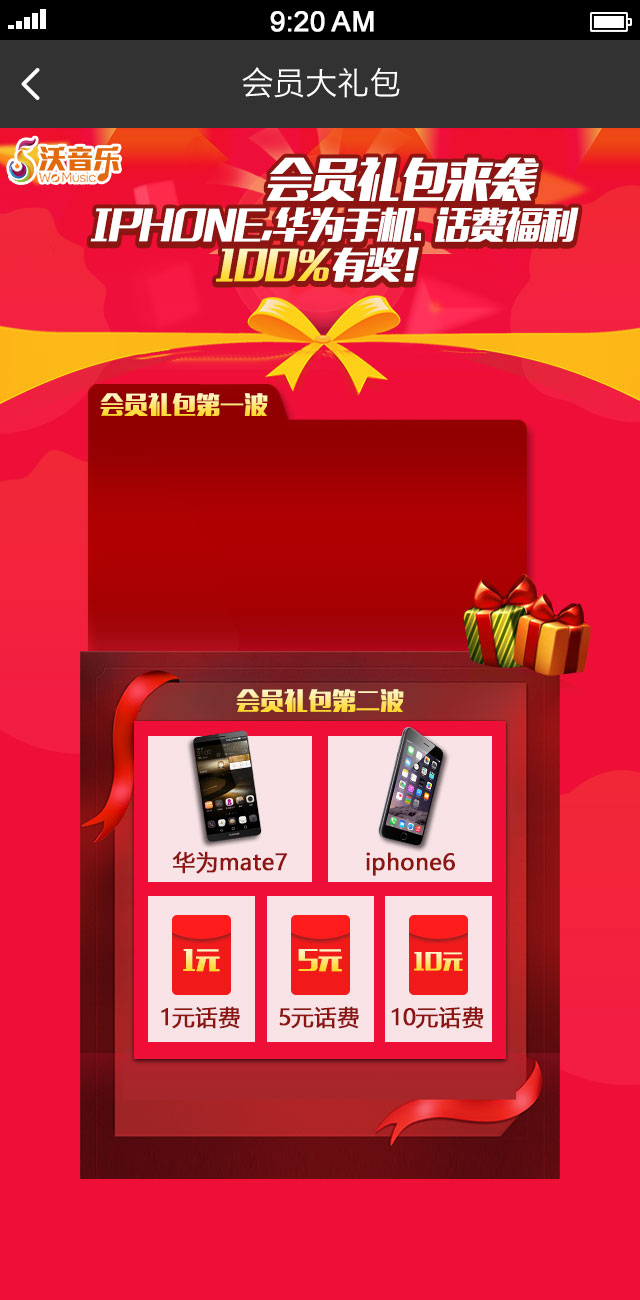 9:20 AM
会员大礼包
沃音乐
WO Music
会员礼包来袭
IPHONE,华为手机、话费福利
100%有奖!
会员礼包第一波
会员礼包第二波
华为mate7
iphone6
1元
5元
10元
1元话费
5元话费
10元话费